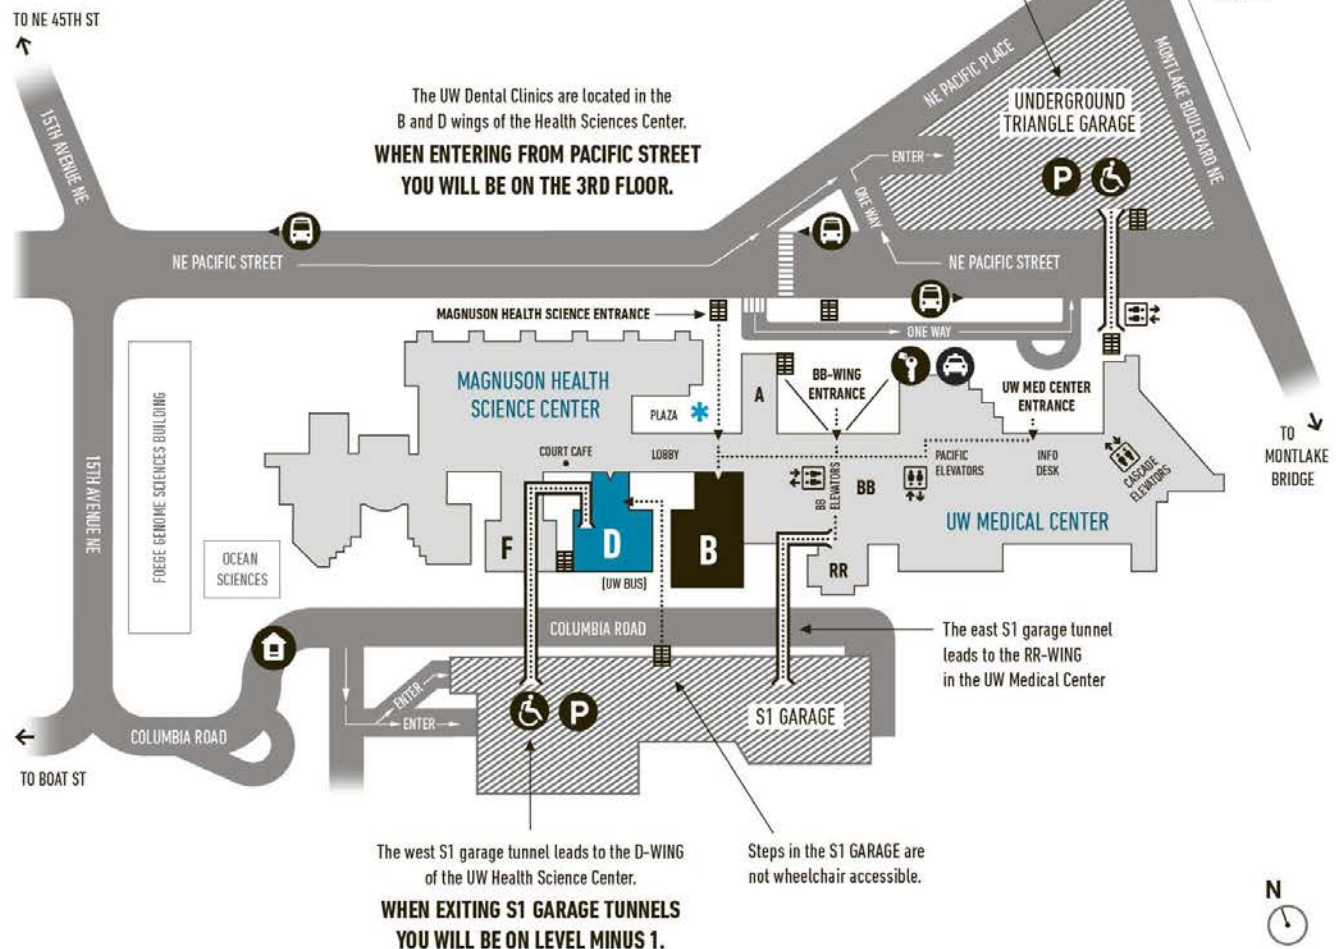 TO NE 45TH ST
15TH AVENUE NE
The UW Dental Clinics are located in the
B and D wings of the Health Sciences Center.
WHEN ENTERING FROM PACIFIC STREET
YOU WILL BE ON THE 3RD FLOOR.
NE PACIFIC PLACE
MONTLAKE BOULEVARD NE
UNDERGROUND
TRIANGLE GARAGE
ENTER
P
ONE WAY
NE PACIFIC STREET
NE PACIFIC STREET
MAGNUSON HEALTH SCIENCE ENTRANCE
ONE WAY
MAGNUSON HEALTH
SCIENCE CENTER
PLAZA
A
BB-WING
ENTRANCE
UW MED CENTER
ENTRANCE
TO
MONTLAKE
BRIDGE
COURT CAFE
LOBBY
BB
ELEVATORS
BB
PACIFIC
ELEVATORS
INFO
DESK
CASCADE
ELEVATORS
UW MEDICAL CENTER
15TH AVENUE NE
FOEGE GENOME SCIENCES BUILDING
OCEAN
SCIENCES
F
D
B
RR
[UW BUS]
COLUMBIA ROAD
The east S1 garage tunnel
leads to the RR-WING
in the UW Medical Center
ENTER
ENTER
P
S1 GARAGE
COLUMBIA ROAD
TO BOAT ST
The west S1 garage tunnel leads to the D-WING
of the UW Health Science Center.
WHEN EXITING S1 GARAGE TUNNELS
YOU WILL BE ON LEVEL MINUS 1.
Steps in the S1 GARAGE are
not wheelchair accessible.
N